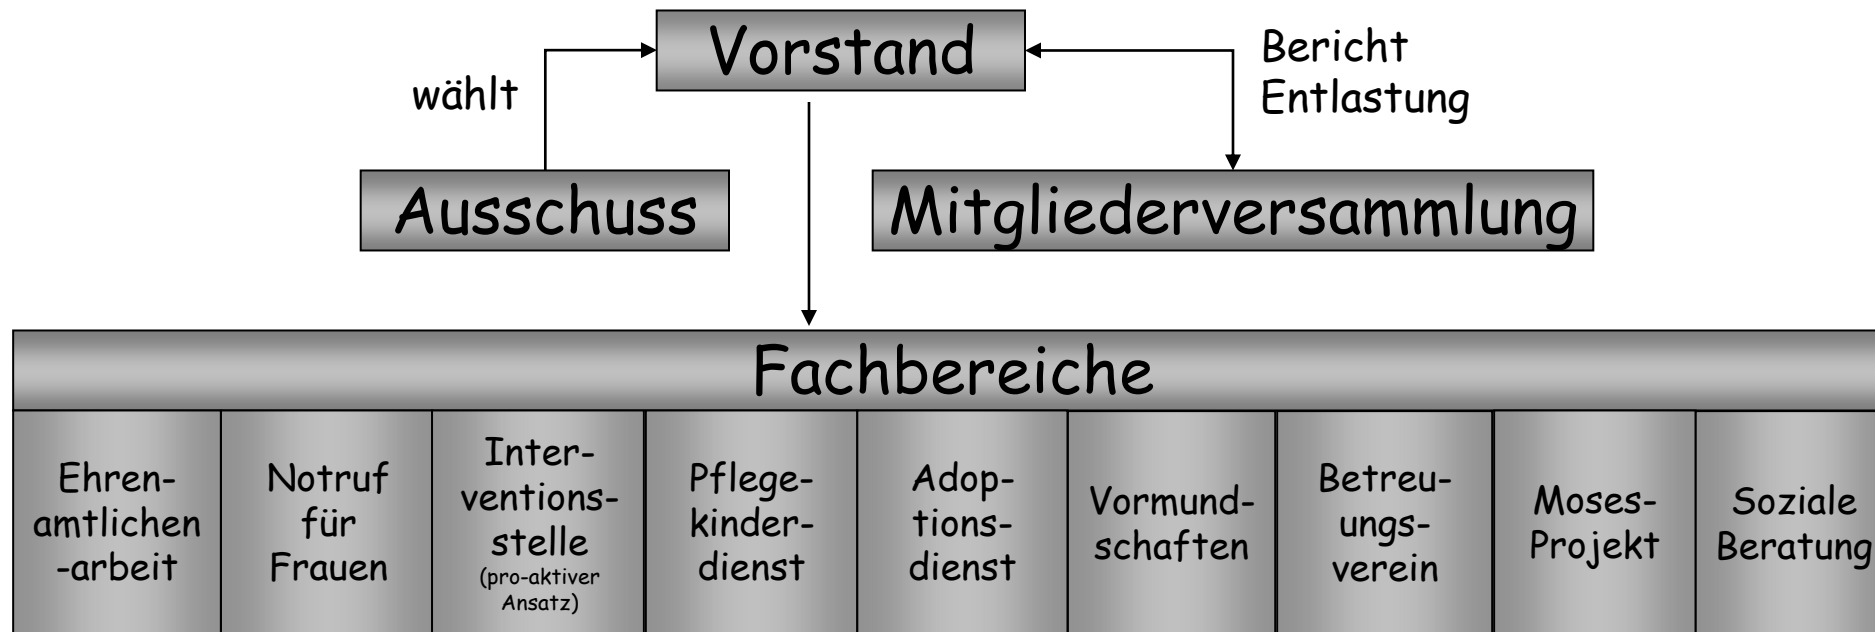 Vorstand
Bericht
Entlastung
wählt
Ausschuss
Mitgliederversammlung
Fachbereiche
Ehren-
amtlichen
-arbeit
Notruf
für
Frauen
Inter-
ventions-
stelle
(pro-aktiver
Ansatz)
Pflege-
kinder-
dienst
Adop-
tions-
dienst
Vormund-
schaften
Betreu-
ungs-
verein
Moses-
Projekt
Soziale
Beratung